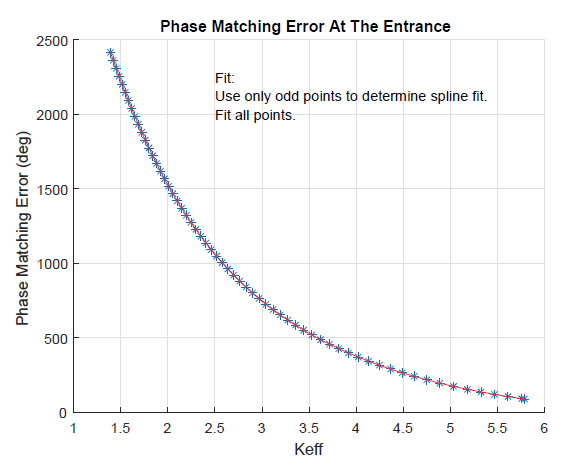 Phase Matching Error At The Entrance
2500
2000
1500
1000
500
0
Phase Matching Error (deg)
Fit:
Use only odd points to determine spline fit.
Fit all points.
1 1.5 2 2.5 3 3.5 4 4.5 5 5.5 6
Keff